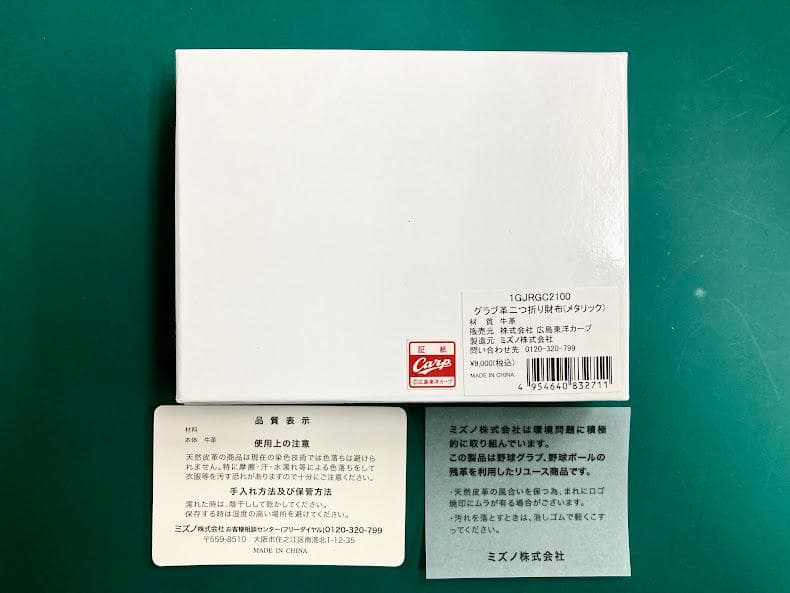 1GJRGC2100
グラブ革二つ折り財布(メタリック)
材 質 牛革
販売元 株式会社 広島東洋カープ
製造元 ミズノ株式会社
問い合わせ先 0120-320-799
¥9,000(税込)
MADE IN CHINA
4 954640 832711
証 紙
Carp
©広島東洋カープ
品 質 表 示
材料
本体 牛革
使用上の注意
天然皮革の商品は現在の染色技術では色落ちは避けら
れません。特に摩擦・汗・水濡れ等による色落ちをして
衣服等を汚す恐れがありますので十分にご注意ください。
手入れ方法及び保管方法
濡れた時は、陰干しして乾かしてください。
保存する時は湿度の高い場所を避けてください。
ミズノ株式会社 お客様相談センター(フリーダイヤル)0120-320-799
〒559-8510 大阪市住之江区南港北1-12-35
MADE IN CHINA
ミズノ株式会社は環境問題に積極
的に取り組んでいます。
この製品は野球グラブ、野球ボールの
残革を利用したリユース商品です。
・天然皮革の風合いを保つ為、まれにロゴ
焼印にムラが有る場合がございます。
・汚れを落とすときは、消しゴムで軽くこす
ってください。
ミズノ株式会社